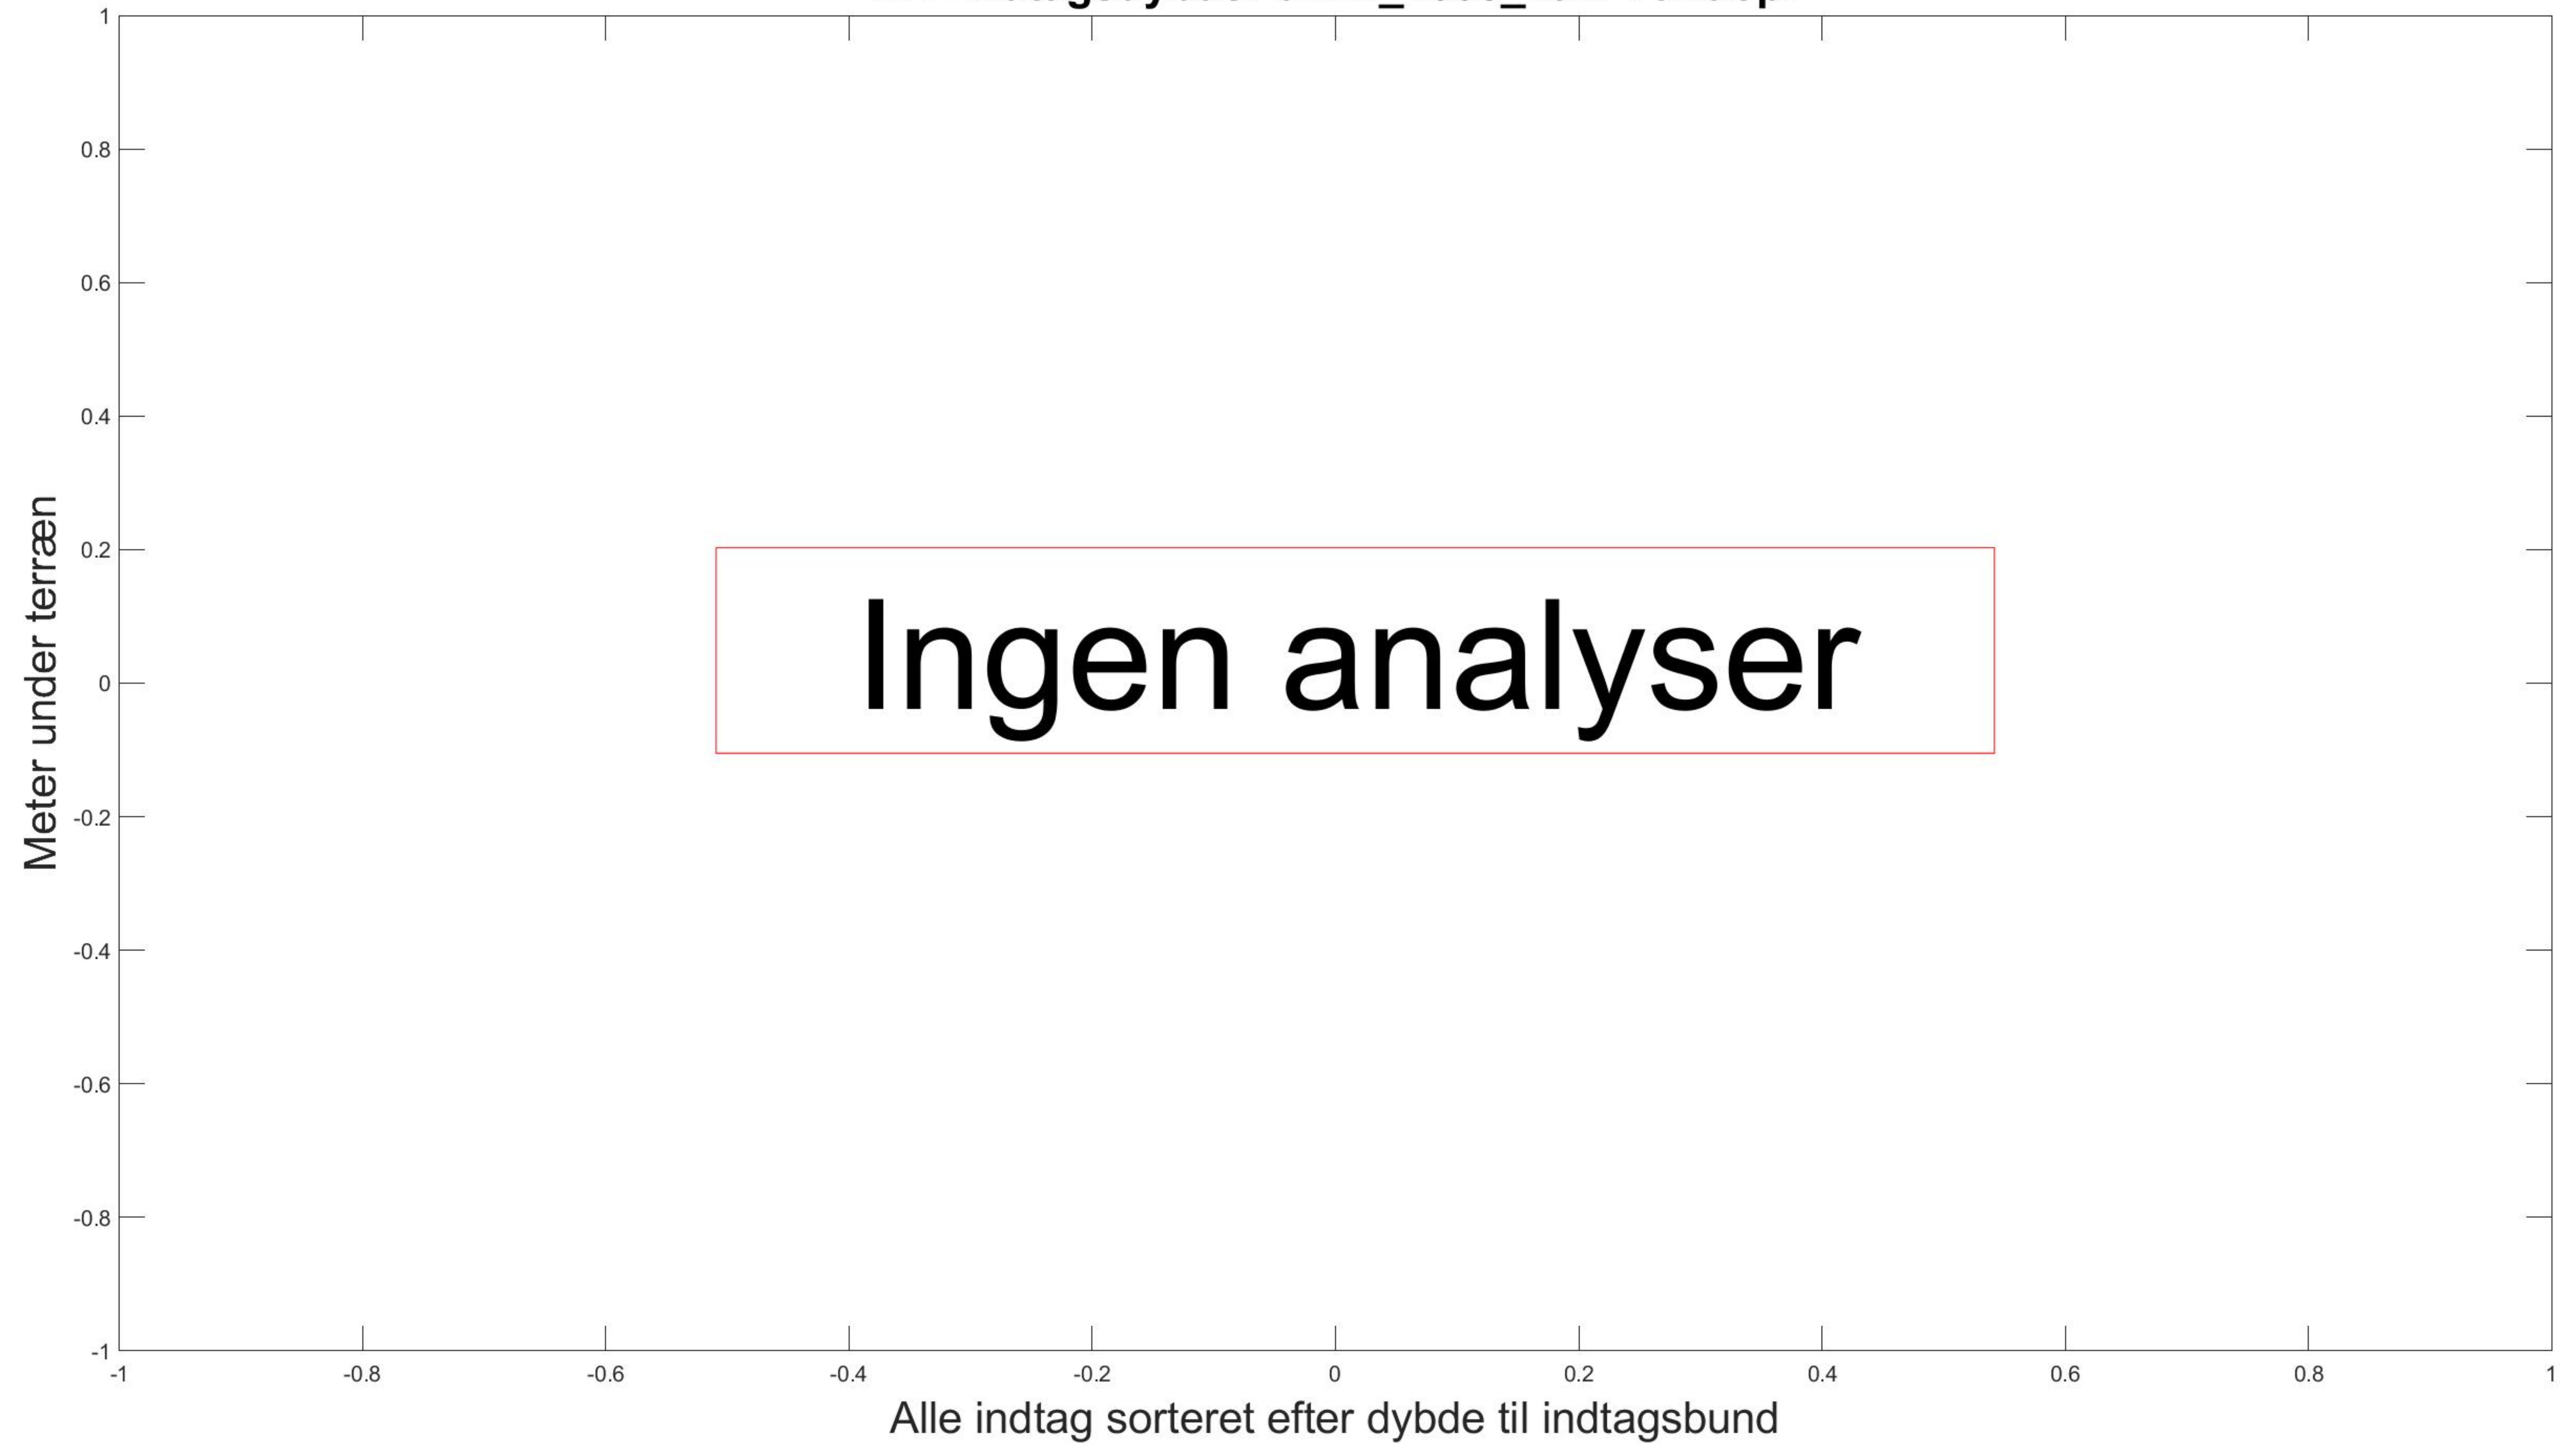 1
0.8
0.6
0.4
0.2
0
-0.2
-0.4
-0.6
-0.8
-1
Meter under terræn
Ingen analyser
-1 -0.8 -0.6 -0.4 -0.2 0 0.2 0.4 0.6 0.8 1
Alle indtag sorteret efter dybde til indtagsbund